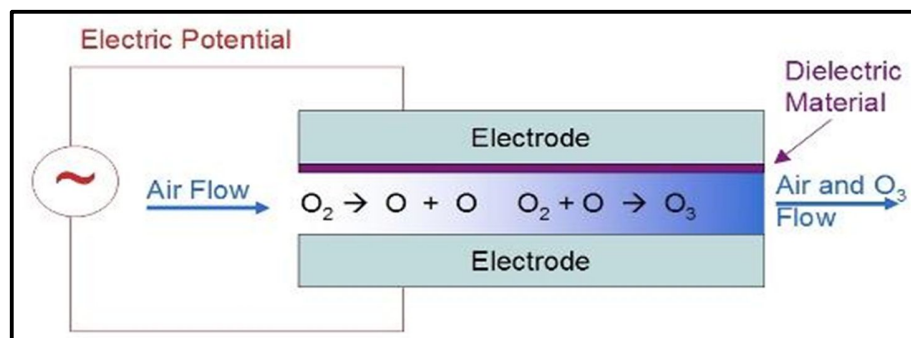 Electric Potential
Dielectric
Material
Electrode
~
Air Flow
O₂ → O + O O₂ + O → O₃
Air and O₃
Flow
Electrode